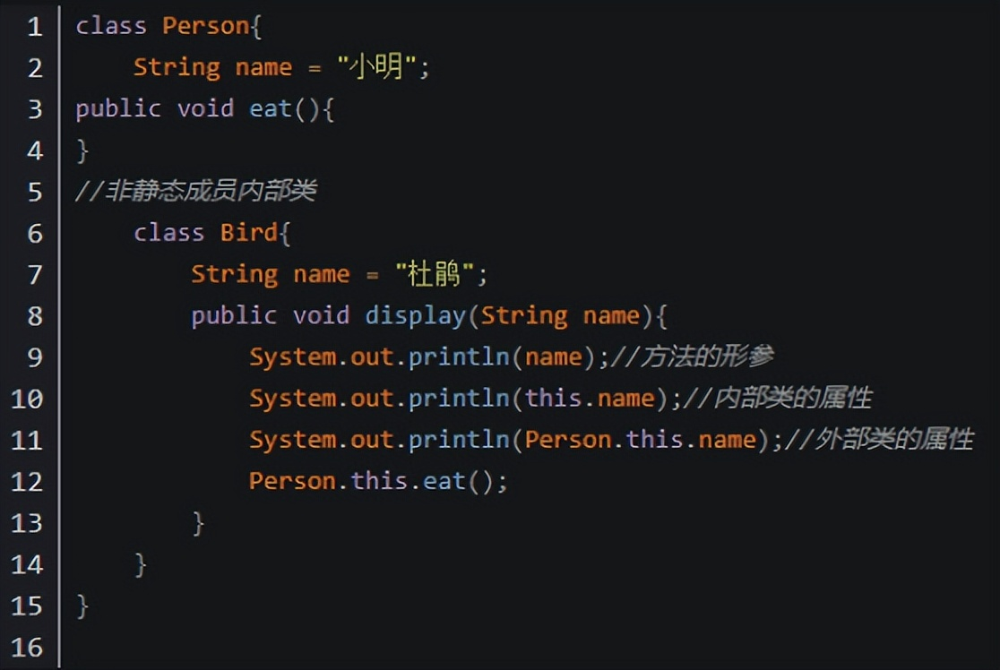 1 class Person{
2     String name = "小明";
3 public void eat(){
4 }
5 //非静态成员内部类
6     class Bird{
7         String name = "杜鹃";
8         public void display(String name){
9             System.out.println(name);//方法的形参
10             System.out.println(this.name);//内部类的属性
11             System.out.println(Person.this.name);//外部类的属性
12             Person.this.eat();
13         }
14     }
15 }
16